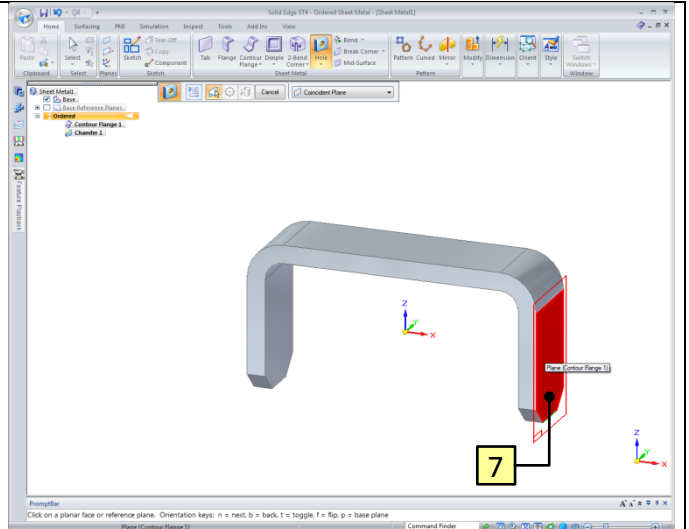 Solid Edge ST4 - Ordered Sheet Metal - [Sheet Metal1]
Home Surfacing PMI Simulation Inspect Tools Add Ins View
Paste Select Sketch Tear-Off Copy Component Tab Flange Contour Flange Dimple 2-Bend Corner Hole Bend Break Corner Mid-Surface Pattern Curved Mirror Modify Dimension Orient Style Switch Windows
Clipboard Select Planes Sketch Sheet Metal Pattern Window
Sheet Metal1 Cancel Coincident Plane
Base
Base Reference Planes
Ordered
Contour Flange 1
Chamfer 1
Feature Playback
Z
Y
X
Plane (Contour Flange 1)
7
Z
Y
X
PromptBar
Click on a planar face or reference plane. Orientation keys: n = next, b = back, t = toggle, f = flip, p = base plane
Plane (Contour Flange 1) Command Finder